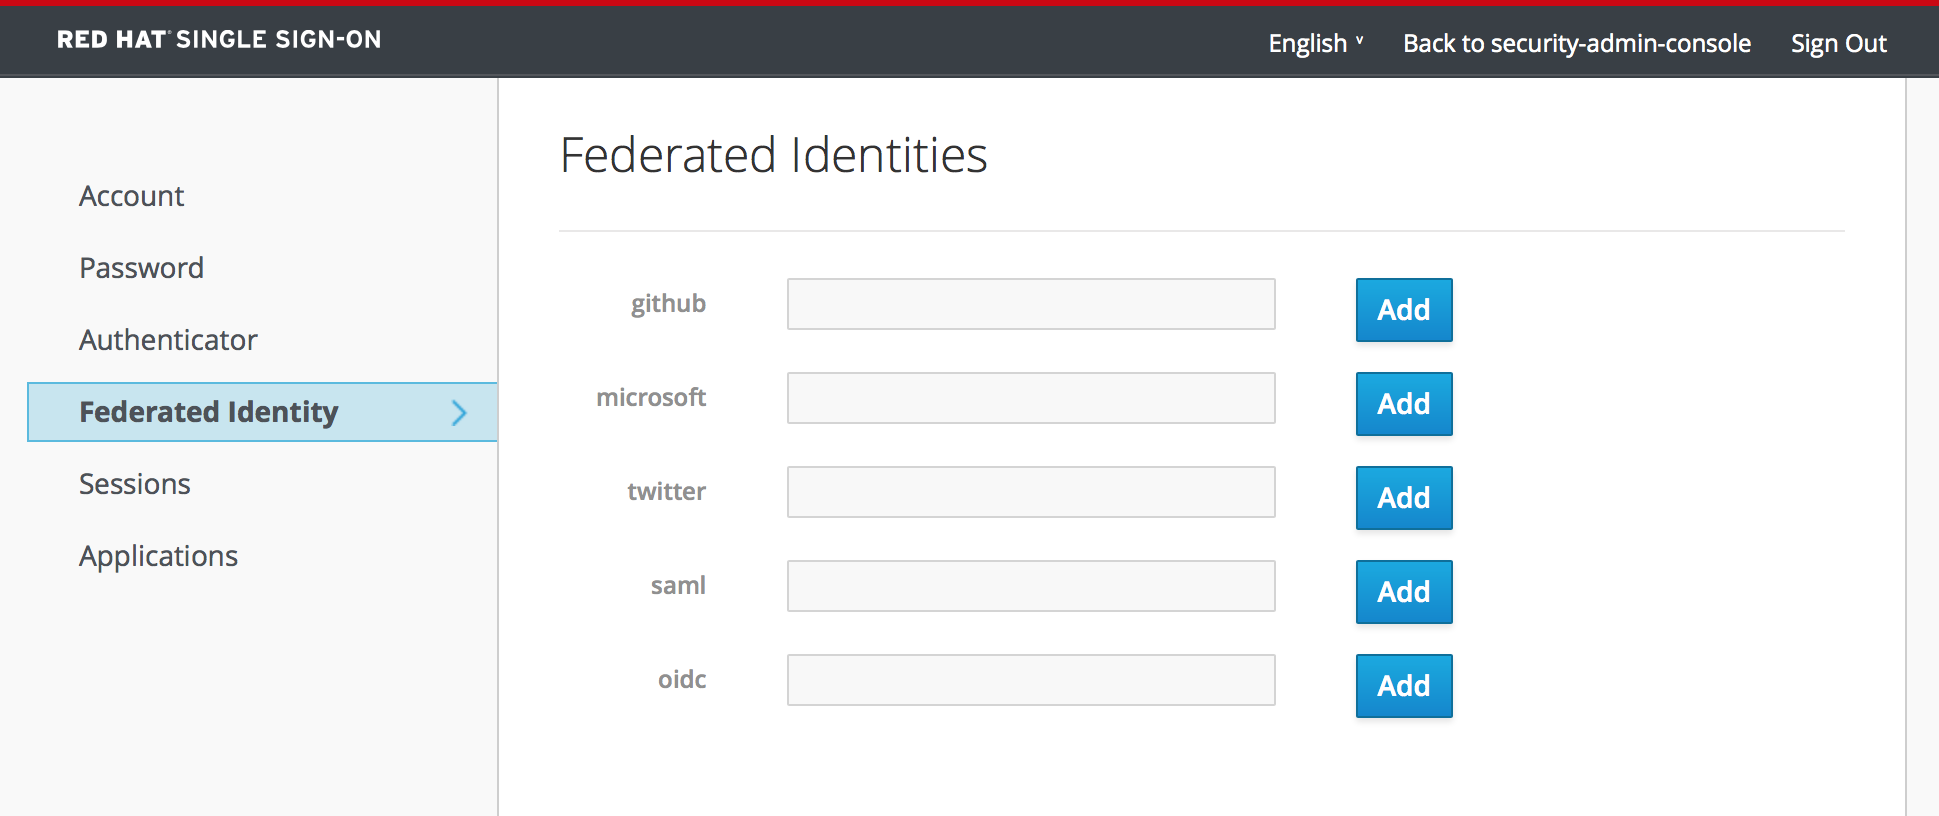 RED HAT® SINGLE SIGN-ON
English ˅ Back to security-admin-console Sign Out
Account
Password
Authenticator
Federated Identity
Sessions
Applications
Federated Identities
github Add
microsoft Add
twitter Add
saml Add
oidc Add